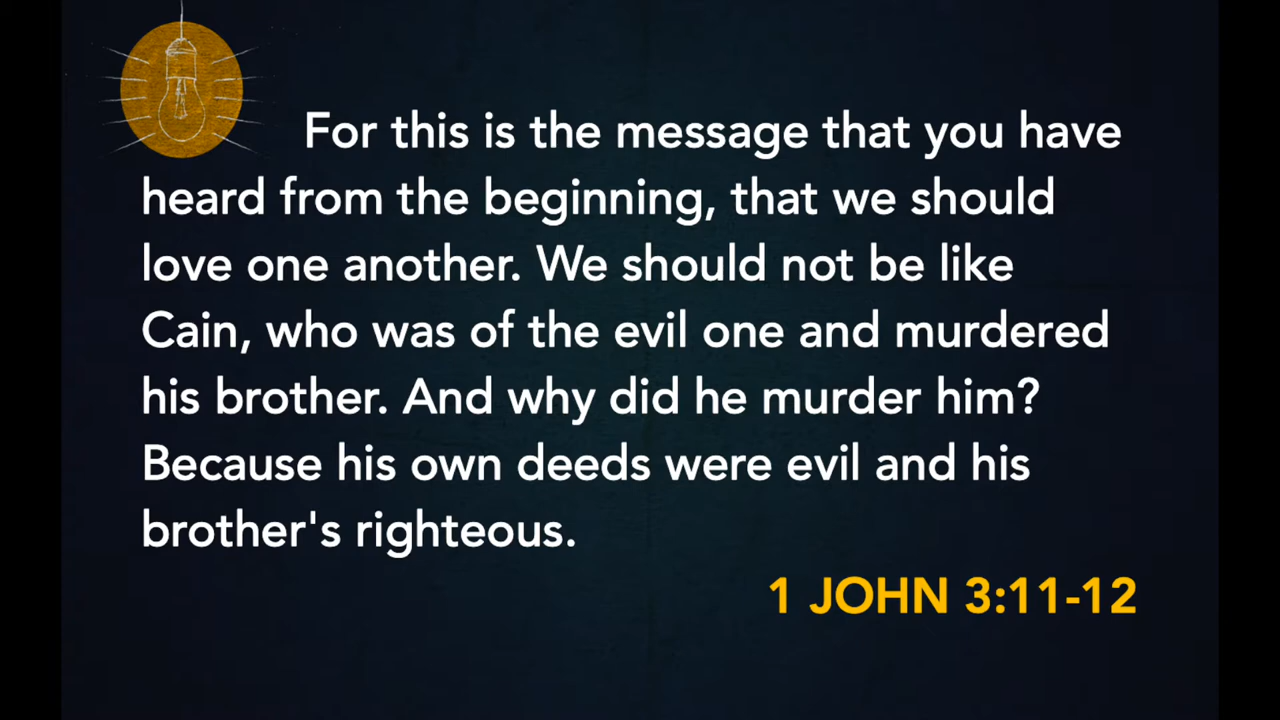 For this is the message that you have
heard from the beginning, that we should
love one another. We should not be like
Cain, who was of the evil one and murdered
his brother. And why did he murder him?
Because his own deeds were evil and his
brother's righteous.
1 JOHN 3:11-12